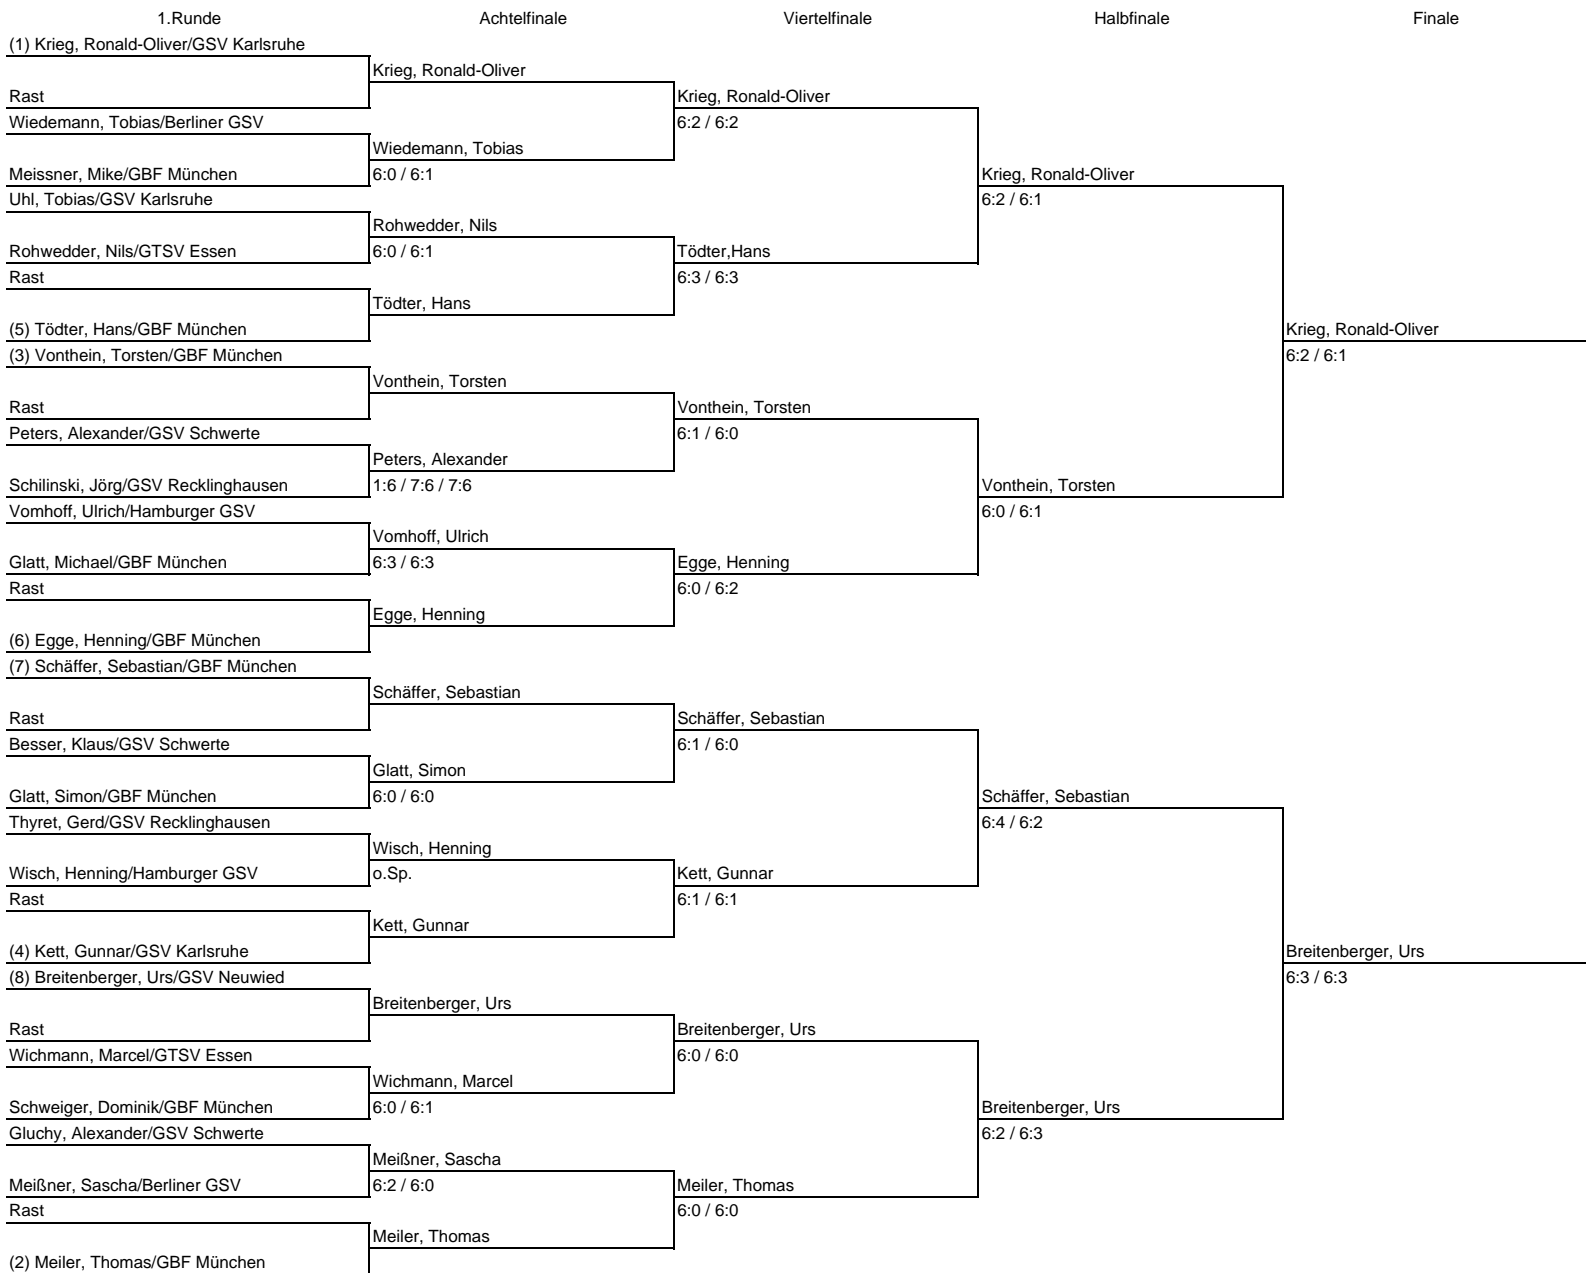 1.Runde Achtelfinale Viertelfinale Halbfinale Finale
(1) Krieg, Ronald-Oliver/GSV Karlsruhe
Krieg, Ronald-Oliver
Rast Krieg, Ronald-Oliver
Wiedemann, Tobias/Berliner GSV 6:2 / 6:2
Wiedemann, Tobias
Meissner, Mike/GBF München 6:0 / 6:1 Krieg, Ronald-Oliver
Uhl, Tobias/GSV Karlsruhe 6:2 / 6:1
Rohwedder, Nils
Rohwedder, Nils/GTSV Essen 6:0 / 6:1 Tödter,Hans
Rast 6:3 / 6:3
Tödter, Hans
(5) Tödter, Hans/GBF München Krieg, Ronald-Oliver
(3) Vonthein, Torsten/GBF München 6:2 / 6:1
Vonthein, Torsten
Rast Vonthein, Torsten
Peters, Alexander/GSV Schwerte 6:1 / 6:0
Peters, Alexander
Schilinski, Jörg/GSV Recklinghausen 1:6 / 7:6 / 7:6 Vonthein, Torsten
Vomhoff, Ulrich/Hamburger GSV 6:0 / 6:1
Vomhoff, Ulrich
Glatt, Michael/GBF München 6:3 / 6:3 Egge, Henning
Rast 6:0 / 6:2
Egge, Henning
(6) Egge, Henning/GBF München
(7) Schäffer, Sebastian/GBF München
Schäffer, Sebastian
Rast Schäffer, Sebastian
Besser, Klaus/GSV Schwerte 6:1 / 6:0
Glatt, Simon
Glatt, Simon/GBF München 6:0 / 6:0 Schäffer, Sebastian
Thyret, Gerd/GSV Recklinghausen 6:4 / 6:2
Wisch, Henning
Wisch, Henning/Hamburger GSV o.Sp. Kett, Gunnar
Rast 6:1 / 6:1
Kett, Gunnar
(4) Kett, Gunnar/GSV Karlsruhe Breitenberger, Urs
(8) Breitenberger, Urs/GSV Neuwied 6:3 / 6:3
Breitenberger, Urs
Rast Breitenberger, Urs
Wichmann, Marcel/GTSV Essen 6:0 / 6:0
Wichmann, Marcel
Schweiger, Dominik/GBF München 6:0 / 6:1 Breitenberger, Urs
Gluchy, Alexander/GSV Schwerte 6:2 / 6:3
Meißner, Sascha
Meißner, Sascha/Berliner GSV 6:2 / 6:0 Meiler, Thomas
Rast 6:0 / 6:0
Meiler, Thomas
(2) Meiler, Thomas/GBF München